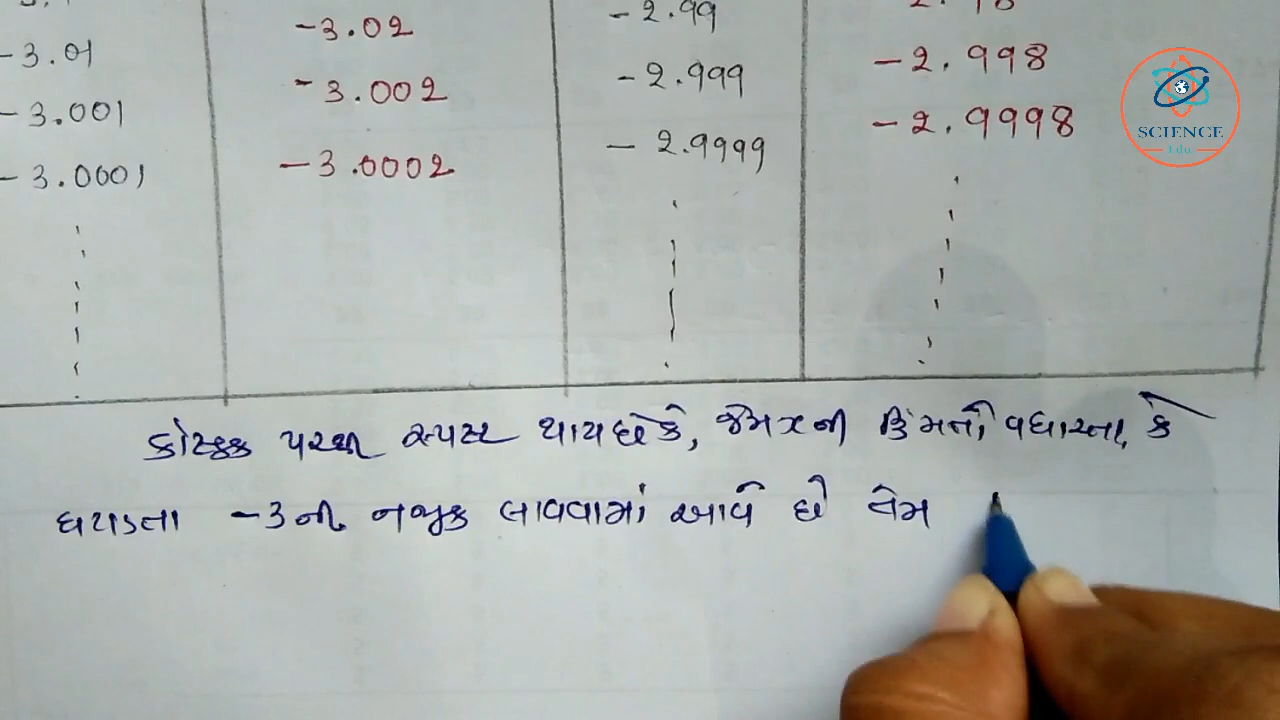 -3.02 -2.99
-3.01 -2.999 -2.998
-3.001 -3.002
-3.0001 -3.0002 -2.9999 -2.9998
SCIENCE
Edu
કોષ્ટક પરથી સ્પષ્ટ થાય છે કે, જેમ x ની કિંમતો વધારતા, કે
ઘટાડતા -3 ની નજીક લાવવામાં આવે છે તેમ